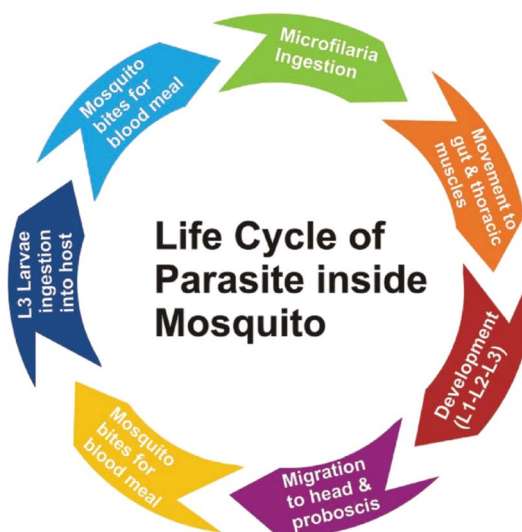 Life Cycle of
Parasite inside
Mosquito
Microfilaria
Ingestion
Movement to
gut & thoracic
muscles
Development
(L1-L2-L3)
Migration
to head &
proboscis
Mosquito
bites for
blood meal
L3 Larvae
ingestion
into host
Mosquito
bites for
blood meal